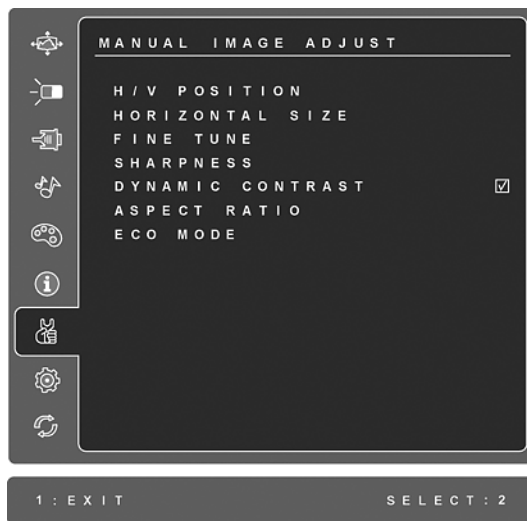 MANUAL IMAGE ADJUST
H/V POSITION
HORIZONTAL SIZE
FINE TUNE
SHARPNESS
DYNAMIC CONTRAST
ASPECT RATIO
ECO MODE
1:EXIT SELECT:2